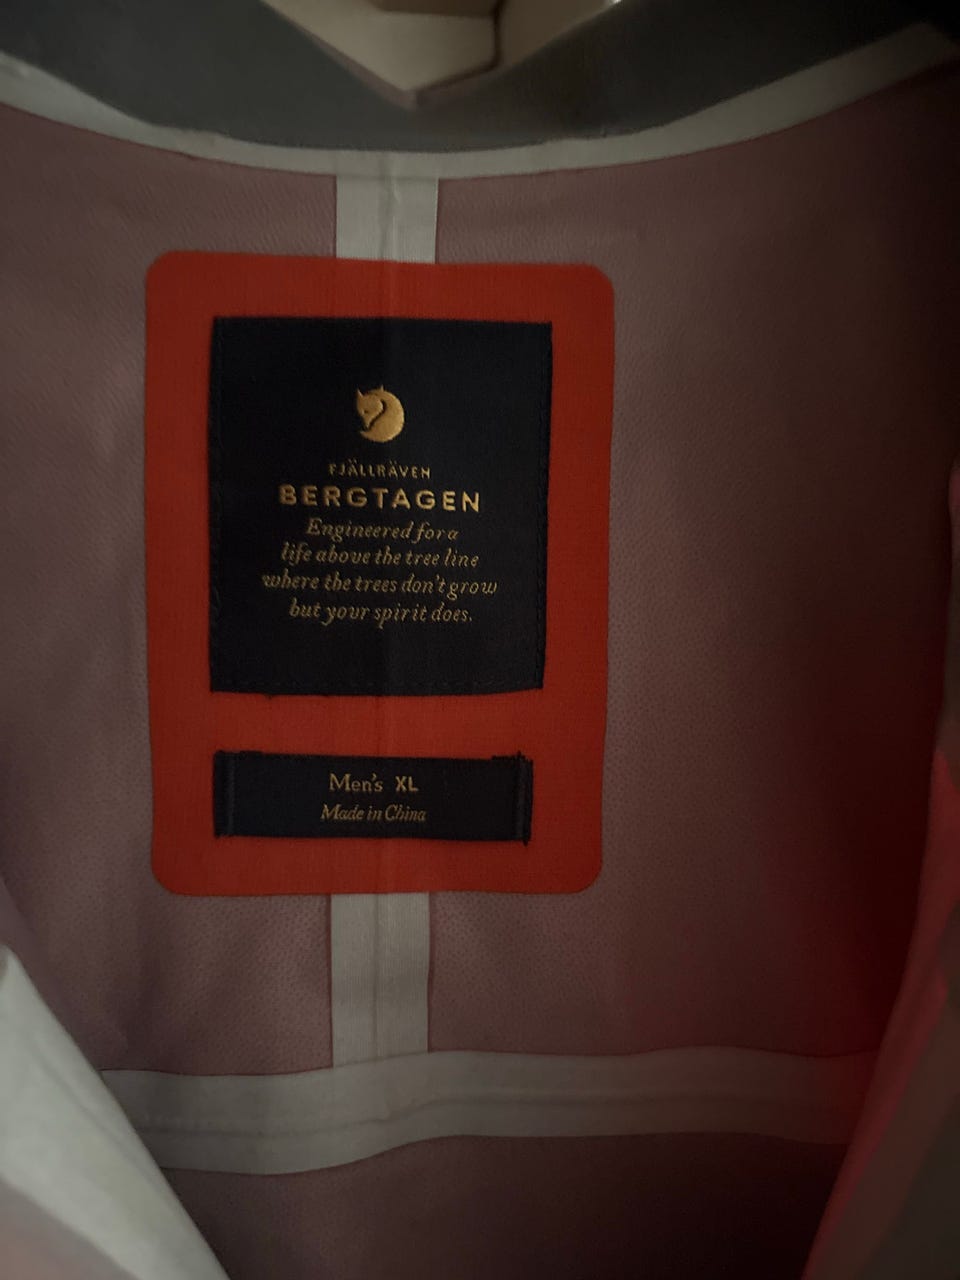 FJÄLLRÄVEN
BERGTAGEN
Engineered for a
life above the tree line
where the trees don't grow
but your spirit does.
Men's XL
Made in China